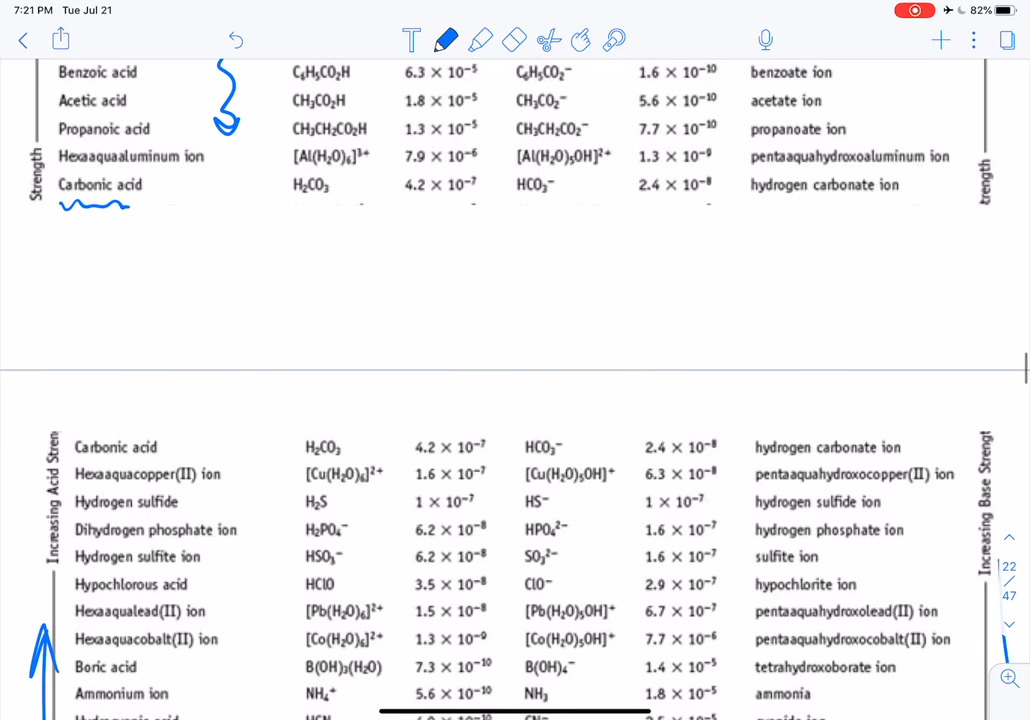 7:21 PM Tue Jul 21
82%
T
Benzoic acid C₆H₅CO₂H 6.3 × 10⁻⁵ C₆H₅CO₂⁻ 1.6 × 10⁻¹⁰ benzoate ion
Acetic acid CH₃CO₂H 1.8 × 10⁻⁵ CH₃CO₂⁻ 5.6 × 10⁻¹⁰ acetate ion
Propanoic acid CH₃CH₂CO₂H 1.3 × 10⁻⁵ CH₃CH₂CO₂⁻ 7.7 × 10⁻¹⁰ propanoate ion
Hexaaquaaluminum ion [Al(H₂O)₆]³⁺ 7.9 × 10⁻⁶ [Al(H₂O)₅OH]²⁺ 1.3 × 10⁻⁹ pentaaquahydroxoaluminum ion
Carbonic acid H₂CO₃ 4.2 × 10⁻⁷ HCO₃⁻ 2.4 × 10⁻⁸ hydrogen carbonate ion
Strength
trength
Carbonic acid H₂CO₃ 4.2 × 10⁻⁷ HCO₃⁻ 2.4 × 10⁻⁸ hydrogen carbonate ion
Hexaaquacopper(II) ion [Cu(H₂O)₆]²⁺ 1.6 × 10⁻⁷ [Cu(H₂O)₅OH]⁺ 6.3 × 10⁻⁸ pentaaquahydroxocopper(II) ion
Hydrogen sulfide H₂S 1 × 10⁻⁷ HS⁻ 1 × 10⁻⁷ hydrogen sulfide ion
Dihydrogen phosphate ion H₂PO₄⁻ 6.2 × 10⁻⁸ HPO₄²⁻ 1.6 × 10⁻⁷ hydrogen phosphate ion
Hydrogen sulfite ion HSO₃⁻ 6.2 × 10⁻⁸ SO₃²⁻ 1.6 × 10⁻⁷ sulfite ion
Hypochlorous acid HClO 3.5 × 10⁻⁸ ClO⁻ 2.9 × 10⁻⁷ hypochlorite ion
Hexaaqualead(II) ion [Pb(H₂O)₆]²⁺ 1.5 × 10⁻⁸ [Pb(H₂O)₅OH]⁺ 6.7 × 10⁻⁷ pentaaquahydroxolead(II) ion
Hexaaquacobalt(II) ion [Co(H₂O)₆]²⁺ 1.3 × 10⁻⁹ [Co(H₂O)₅OH]⁺ 7.7 × 10⁻⁶ pentaaquahydroxocobalt(II) ion
Boric acid B(OH)₃(H₂O) 7.3 × 10⁻¹⁰ B(OH)₄⁻ 1.4 × 10⁻⁵ tetrahydroxoborate ion
Ammonium ion NH₄⁺ 5.6 × 10⁻¹⁰ NH₃ 1.8 × 10⁻⁵ ammonia
Increasing Acid Stren
Increasing Base Strengt
22
/
47